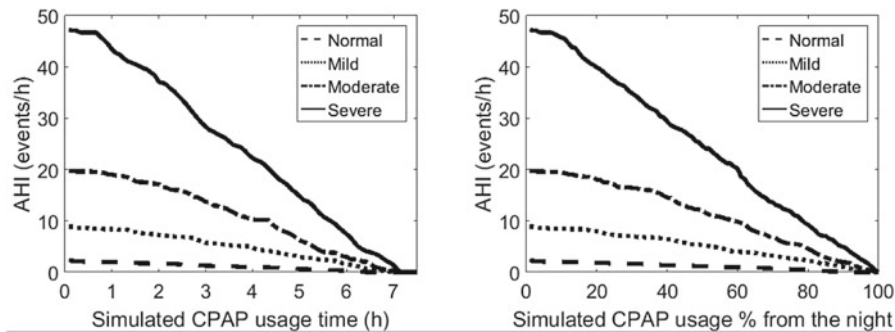 AHI (events/h)
50
40
30
20
10
0
Normal
Mild
Moderate
Severe
0 1 2 3 4 5 6 7
Simulated CPAP usage time (h)
AHI (events/h)
50
40
30
20
10
0
Normal
Mild
Moderate
Severe
0 20 40 60 80 100
Simulated CPAP usage % from the night